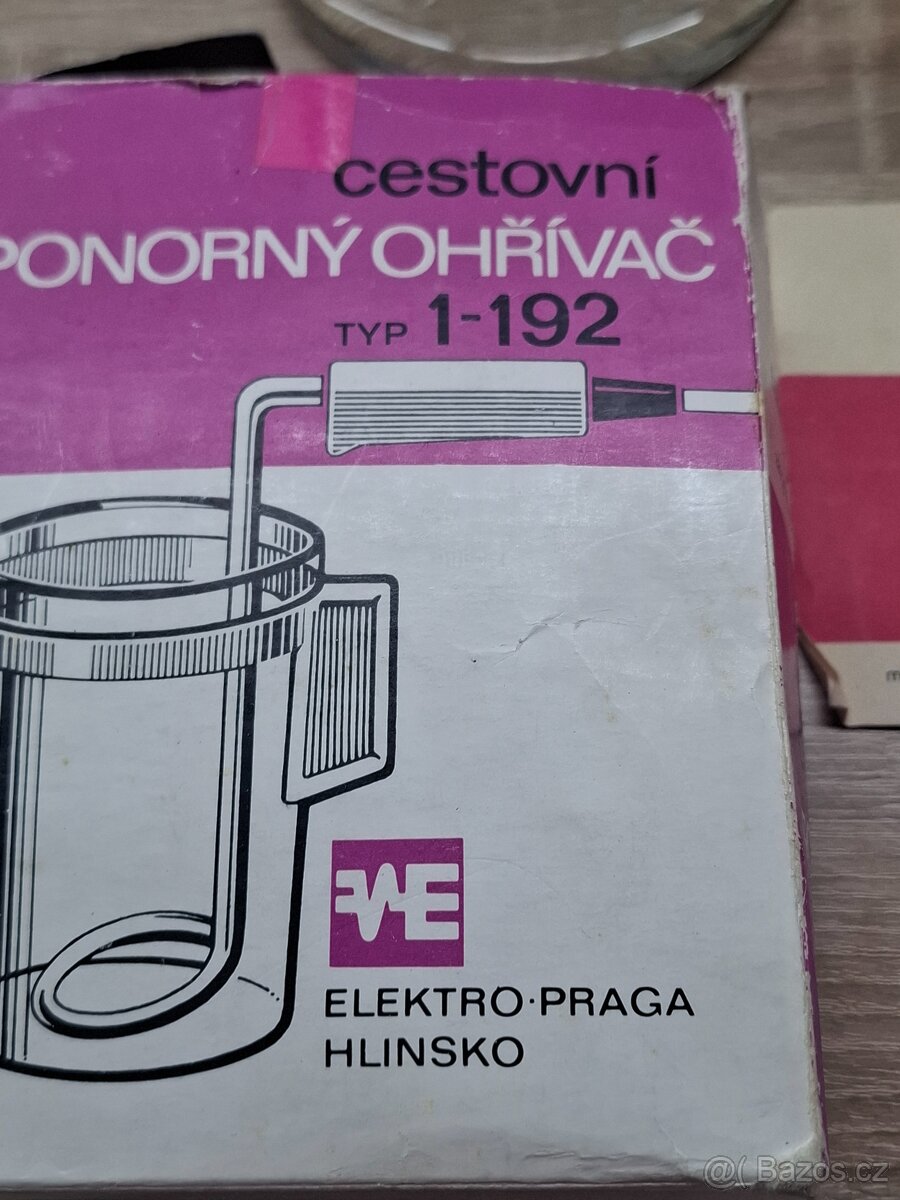 cestovní
PONORNÝ OHŘÍVAČ
TYP 1-192
ELEKTRO·PRAGA
HLINSKO
@( Bazos.cz